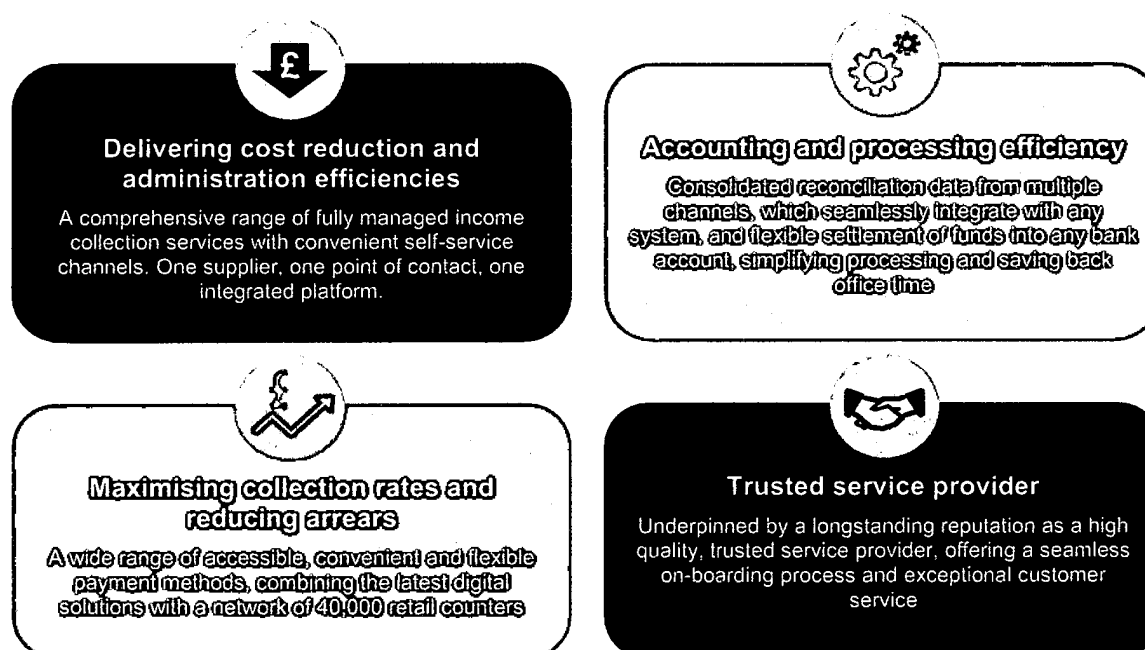 £
Delivering cost reduction and
administration efficiencies
A comprehensive range of fully managed income
collection services with convenient self-service
channels. One supplier, one point of contact, one
integrated platform.
Accounting and processing efficiency
Consolidated reconciliation data from multiple
channels, which seamlessly integrate with any
system, and flexible settlement of funds into any bank
account, simplifying processing and saving back
office time
£
Maximising collection rates and
reducing arrears
A wide range of accessible, convenient and flexible
payment methods, combining the latest digital
solutions with a network of 40,000 retail counters
Trusted service provider
Underpinned by a longstanding reputation as a high
quality, trusted service provider, offering a seamless
on-boarding process and exceptional customer
service